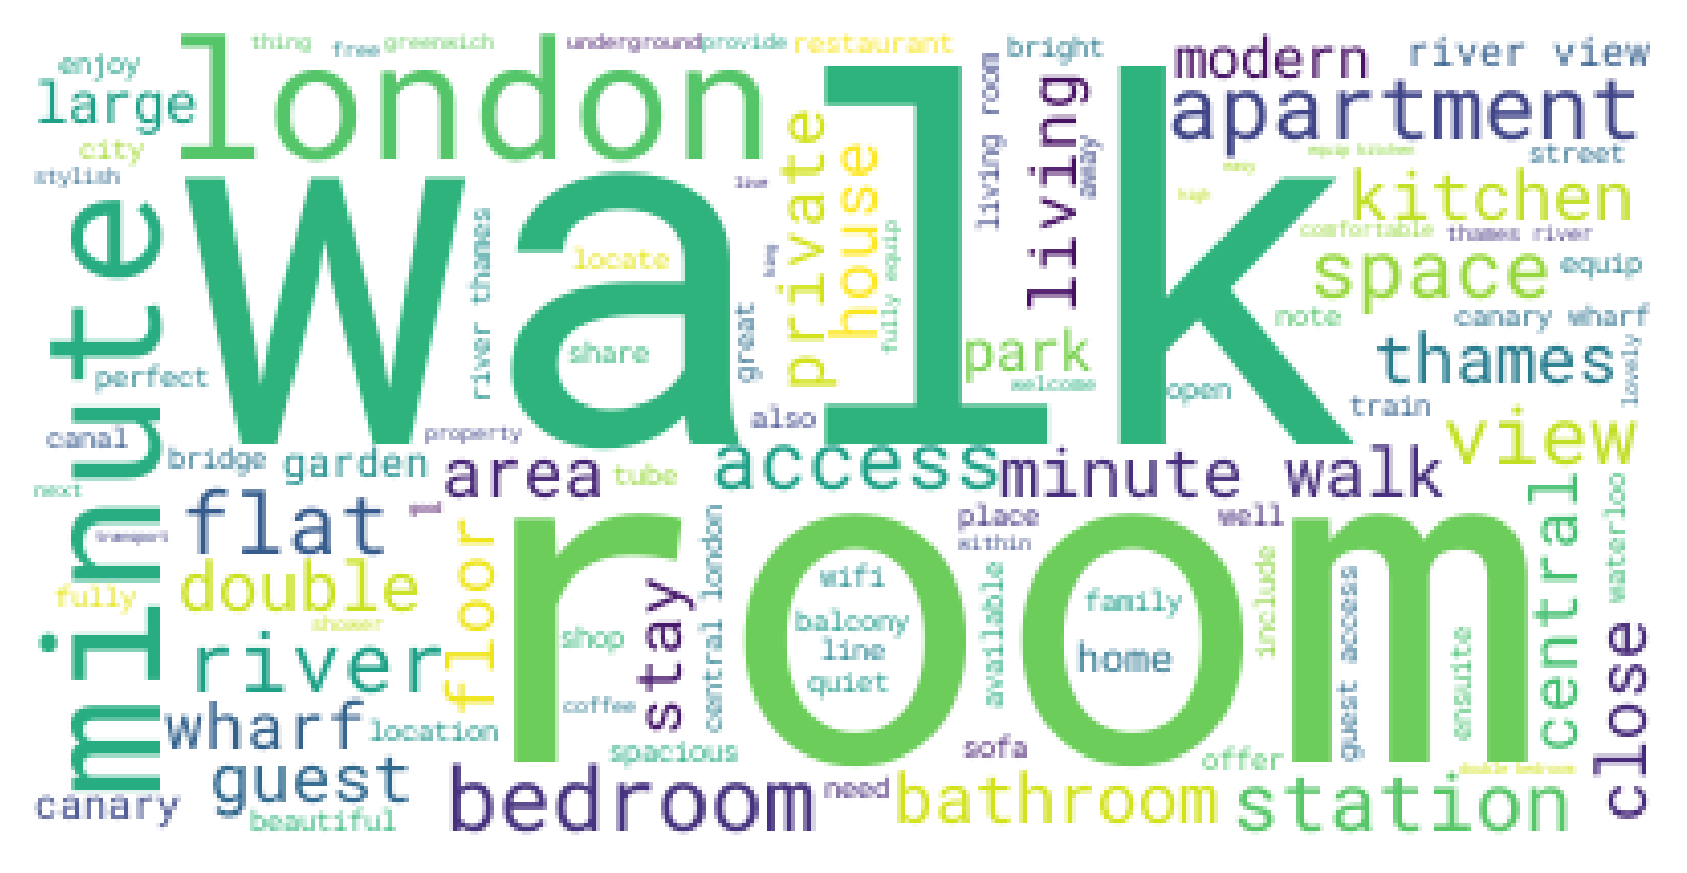 thing
free
greenwich
underground
provide
restaurant
bright
modern
river view
enjoy
london
large
apartment
city
stylish
line
private
house
living room
living
away
equip kitchen
street
kitchen
high
comfortable
thames river
minute
walk
river thames
locate
fully equip
space
equip
share
great
note
canary wharf
park
thames
lovely
perfect
welcome
open
train
also
canal
property
view
bridge
garden
area
tube
access
minute walk
next
flat
good
place
well
within
transport
double
floor
room
central london
wifi
available
family
include
guest access
central
waterloo
fully
shower
balcony
shop
stay
line
home
ensuite
close
river
quiet
coffee
wharf
location
spacious
sofa
offer
double bedroom
guest
canary
beautiful
bedroom
need
bathroom
station